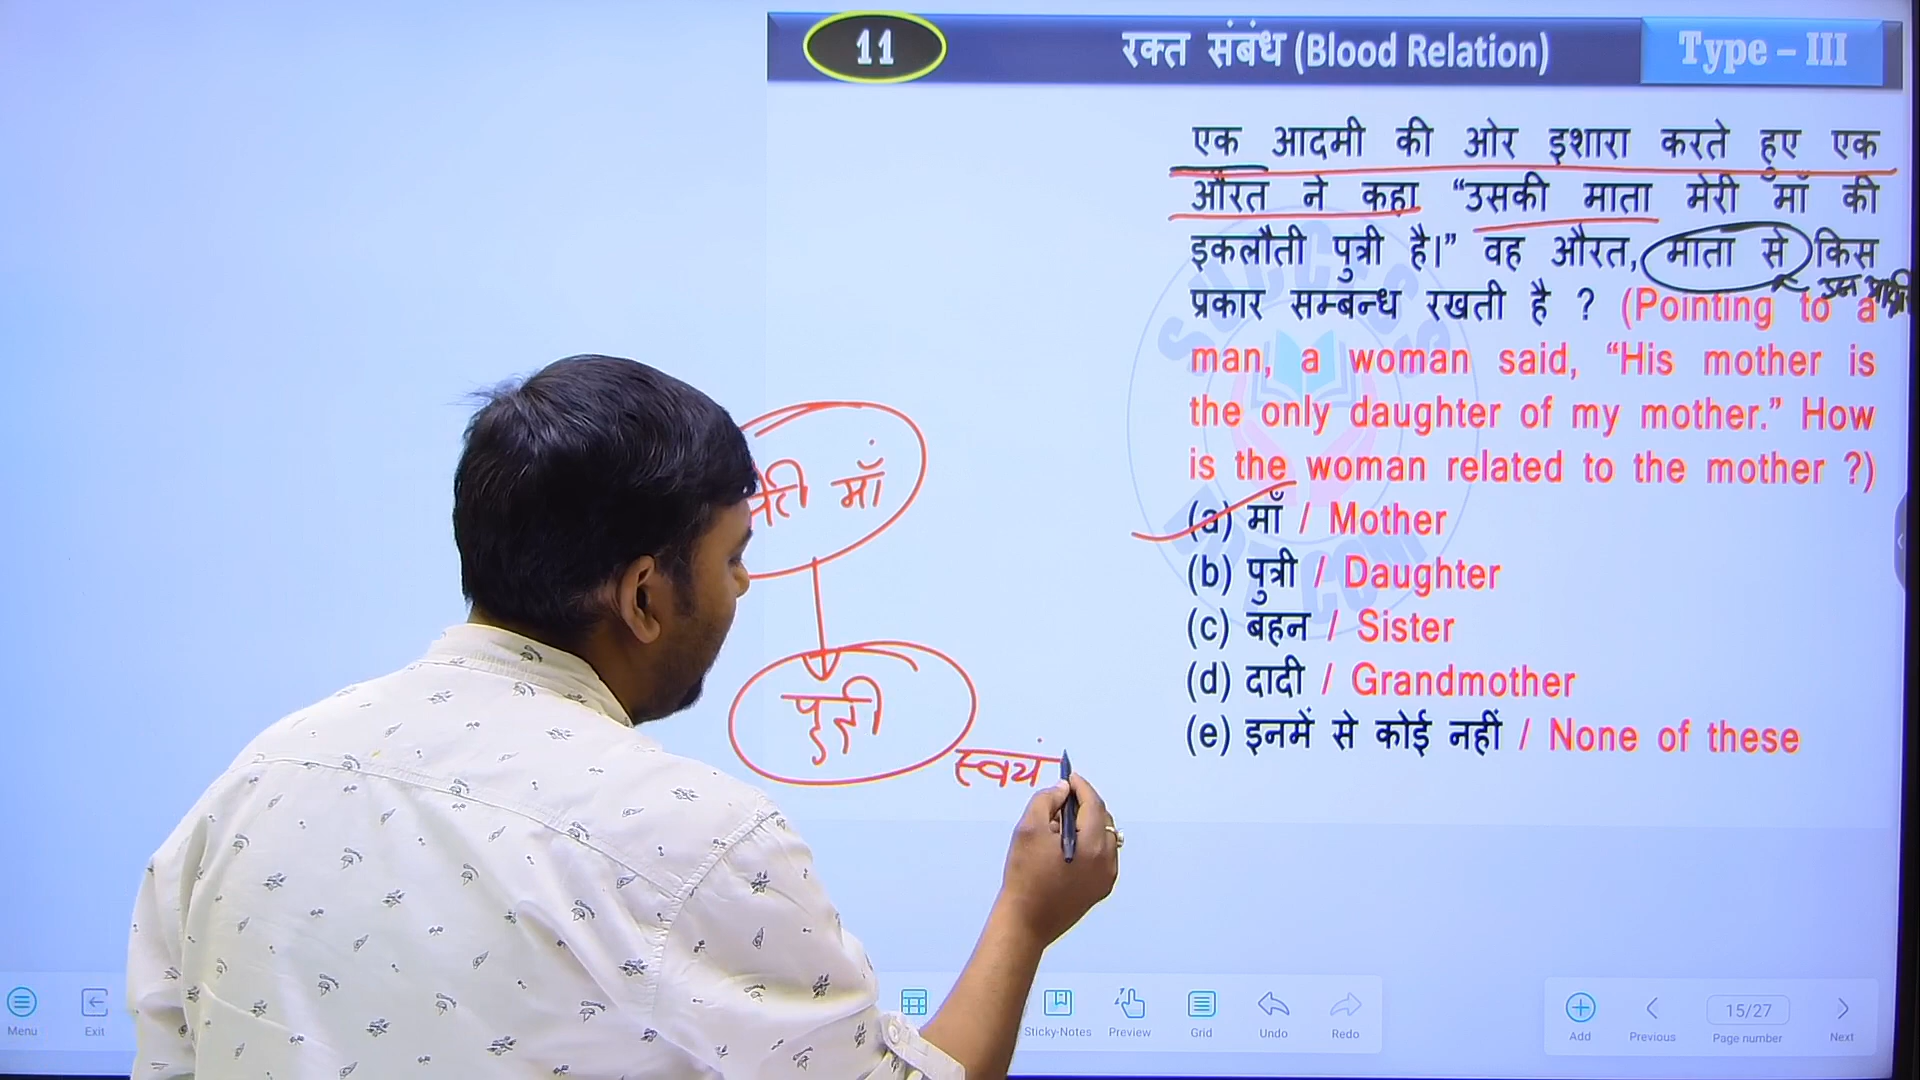 11
रक्त संबंध (Blood Relation)
Type – III
एक आदमी की ओर इशारा करते हुए एक
औरत ने कहा “उसकी माता मेरी माँ की
इकलौती पुत्री है।” वह औरत, माता से किस
प्रकार सम्बन्ध रखती है ? (Pointing to a
man, a woman said, “His mother is
the only daughter of my mother.” How
is the woman related to the mother ?)
(a) माँ / Mother
(b) पुत्री / Daughter
(c) बहन / Sister
(d) दादी / Grandmother
(e) इनमें से कोई नहीं / None of these
माँ
पुत्री
स्वयं
Menu
Exit
Sticky-Notes
Preview
Grid
Undo
Redo
Add
Previous
15/27
Page number
Next